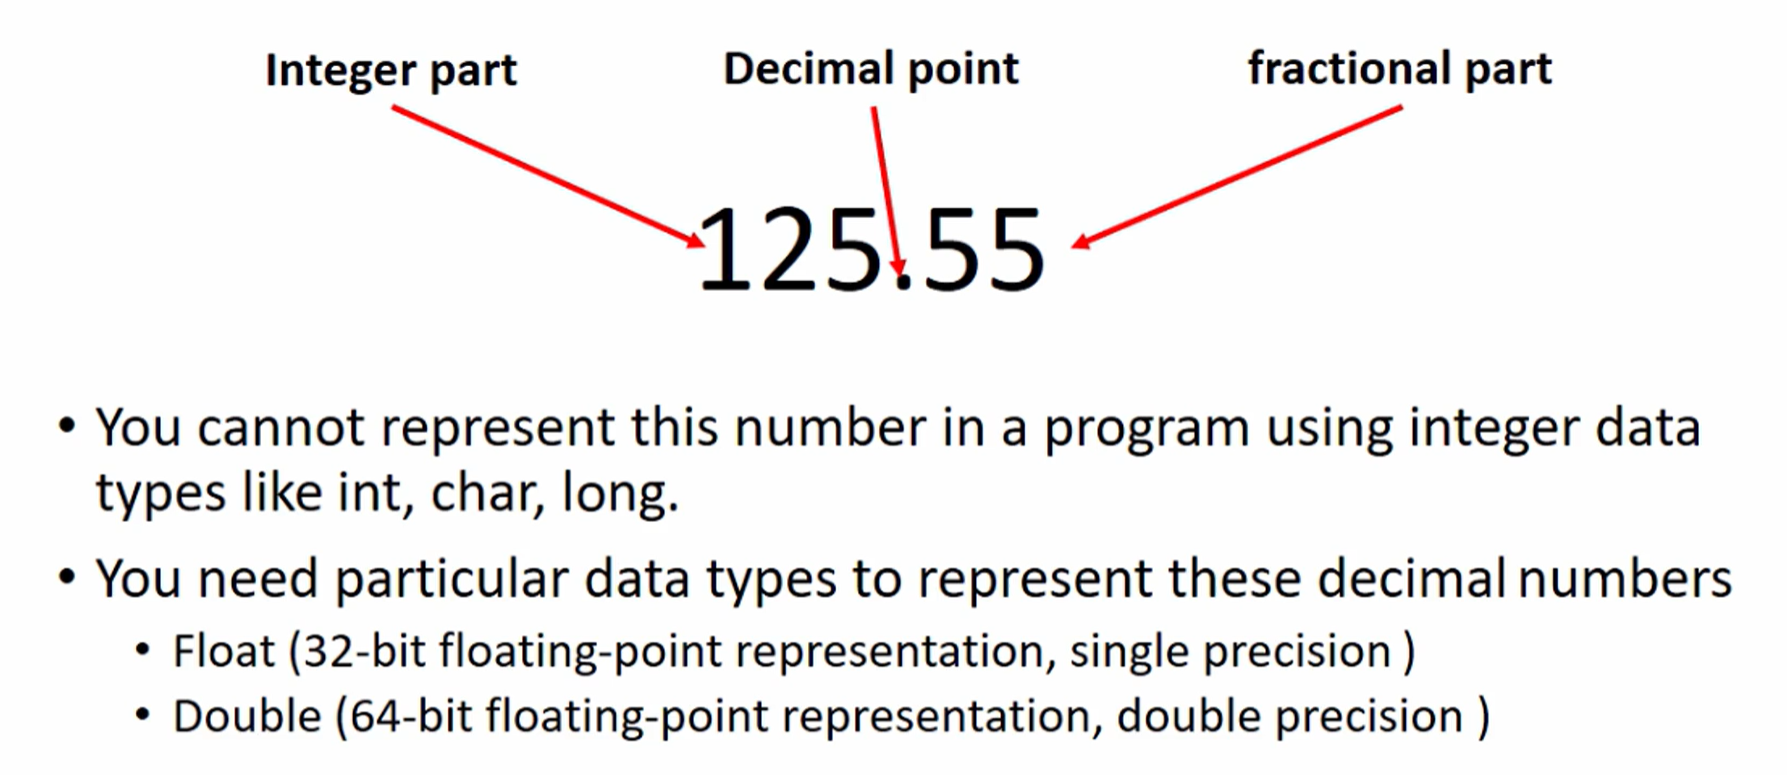 Integer part Decimal point fractional part
125.55
• You cannot represent this number in a program using integer data
types like int, char, long.
• You need particular data types to represent these decimal numbers
• Float (32-bit floating-point representation, single precision )
• Double (64-bit floating-point representation, double precision )